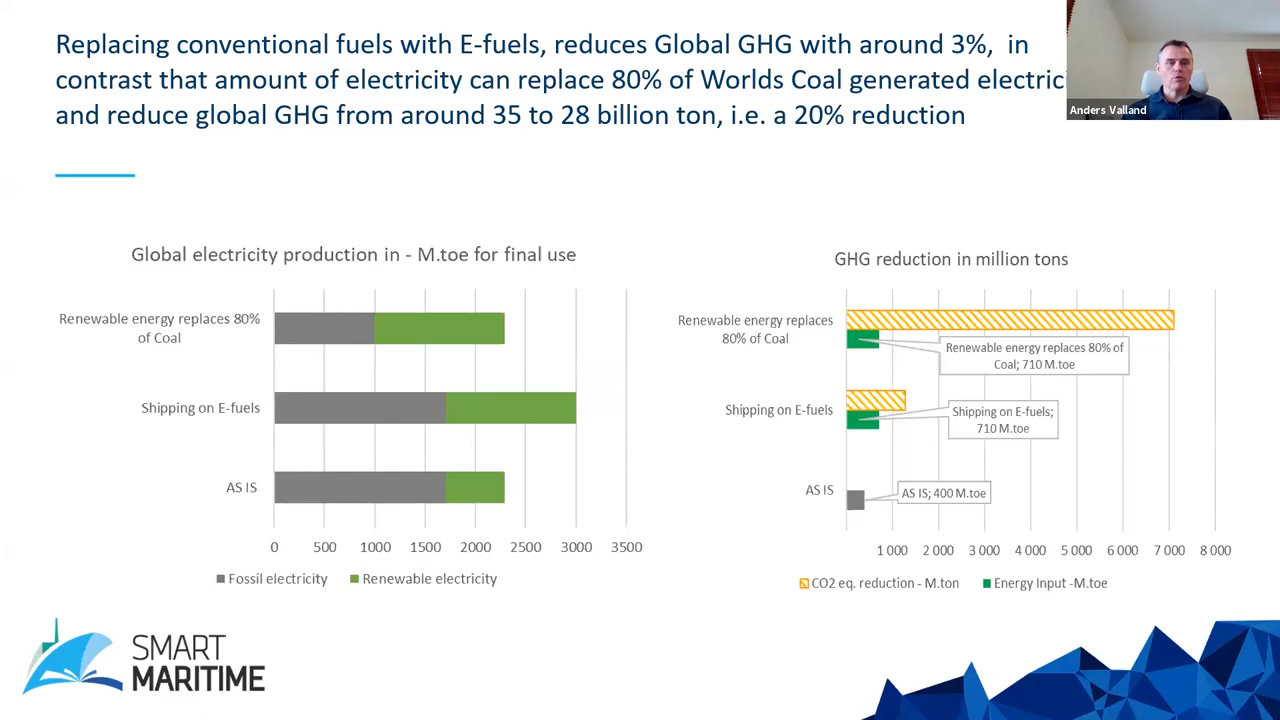 Replacing conventional fuels with E-fuels, reduces Global GHG with around 3%, in
contrast that amount of electricity can replace 80% of Worlds Coal generated
and reduce global GHG from around 35 to 28 billion ton, i.e. a 20% reduction
Anders Valland
Global electricity production in - M.toe for final use
Renewable energy replaces 80%
of Coal
Shipping on E-fuels
AS IS
0 500 1000 1500 2000 2500 3000 3500
Fossil electricity Renewable electricity
GHG reduction in million tons
Renewable energy replaces
80% of Coal
Renewable energy replaces 80% of
Coal; 710 M.toe
Shipping on E-fuels
Shipping on E-fuels;
710 M.toe
AS IS
AS IS; 400 M.toe
1 000 2 000 3 000 4 000 5 000 6 000 7 000 8 000
CO2 eq. reduction - M.ton Energy Input -M.toe
SMART
MARITIME